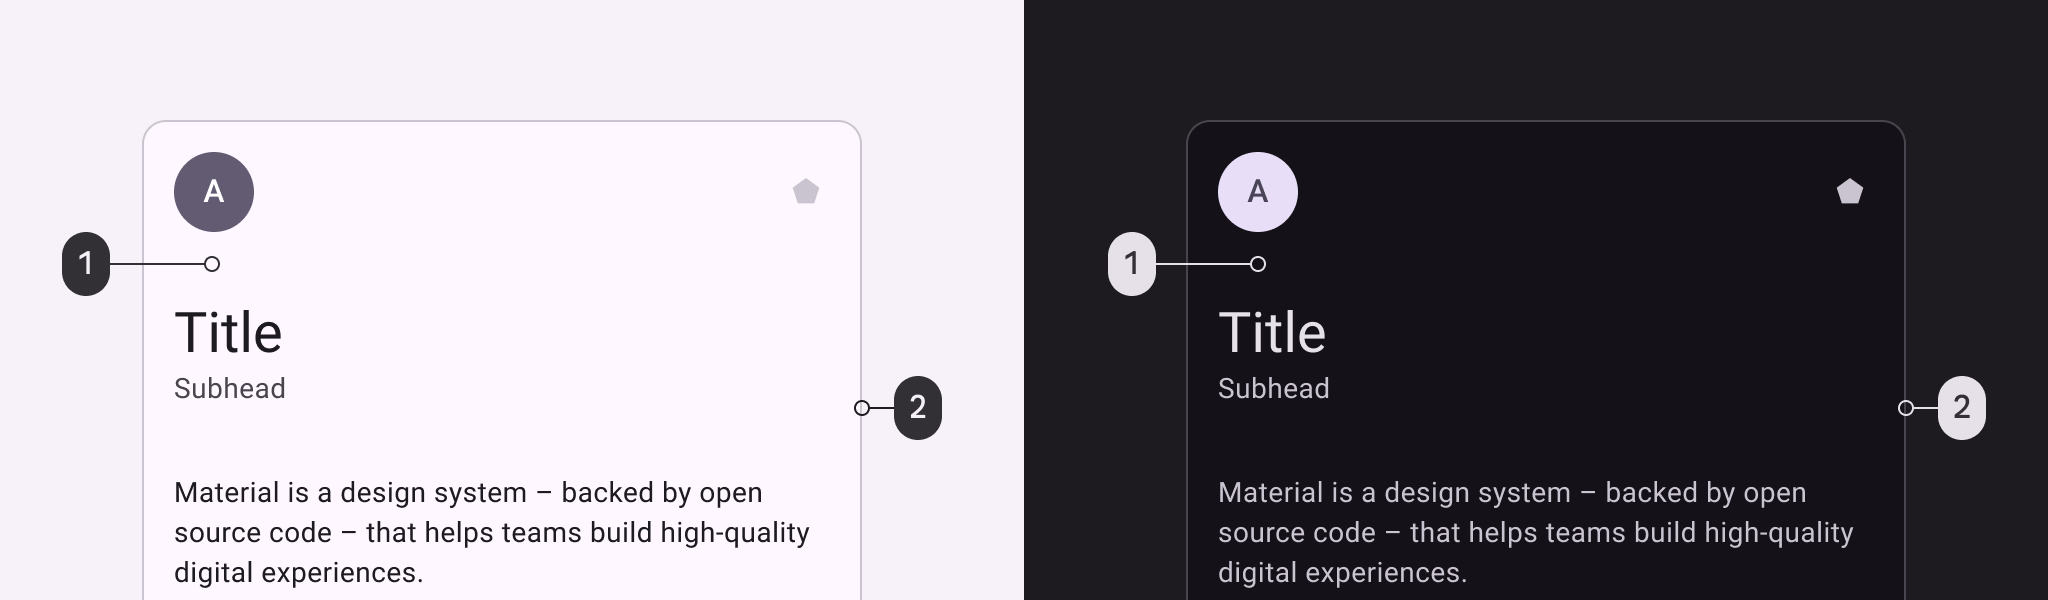 A
1
Title
Subhead
2
Material is a design system – backed by open
source code – that helps teams build high-quality
digital experiences.
A
1
Title
Subhead
2
Material is a design system – backed by open
source code – that helps teams build high-quality
digital experiences.